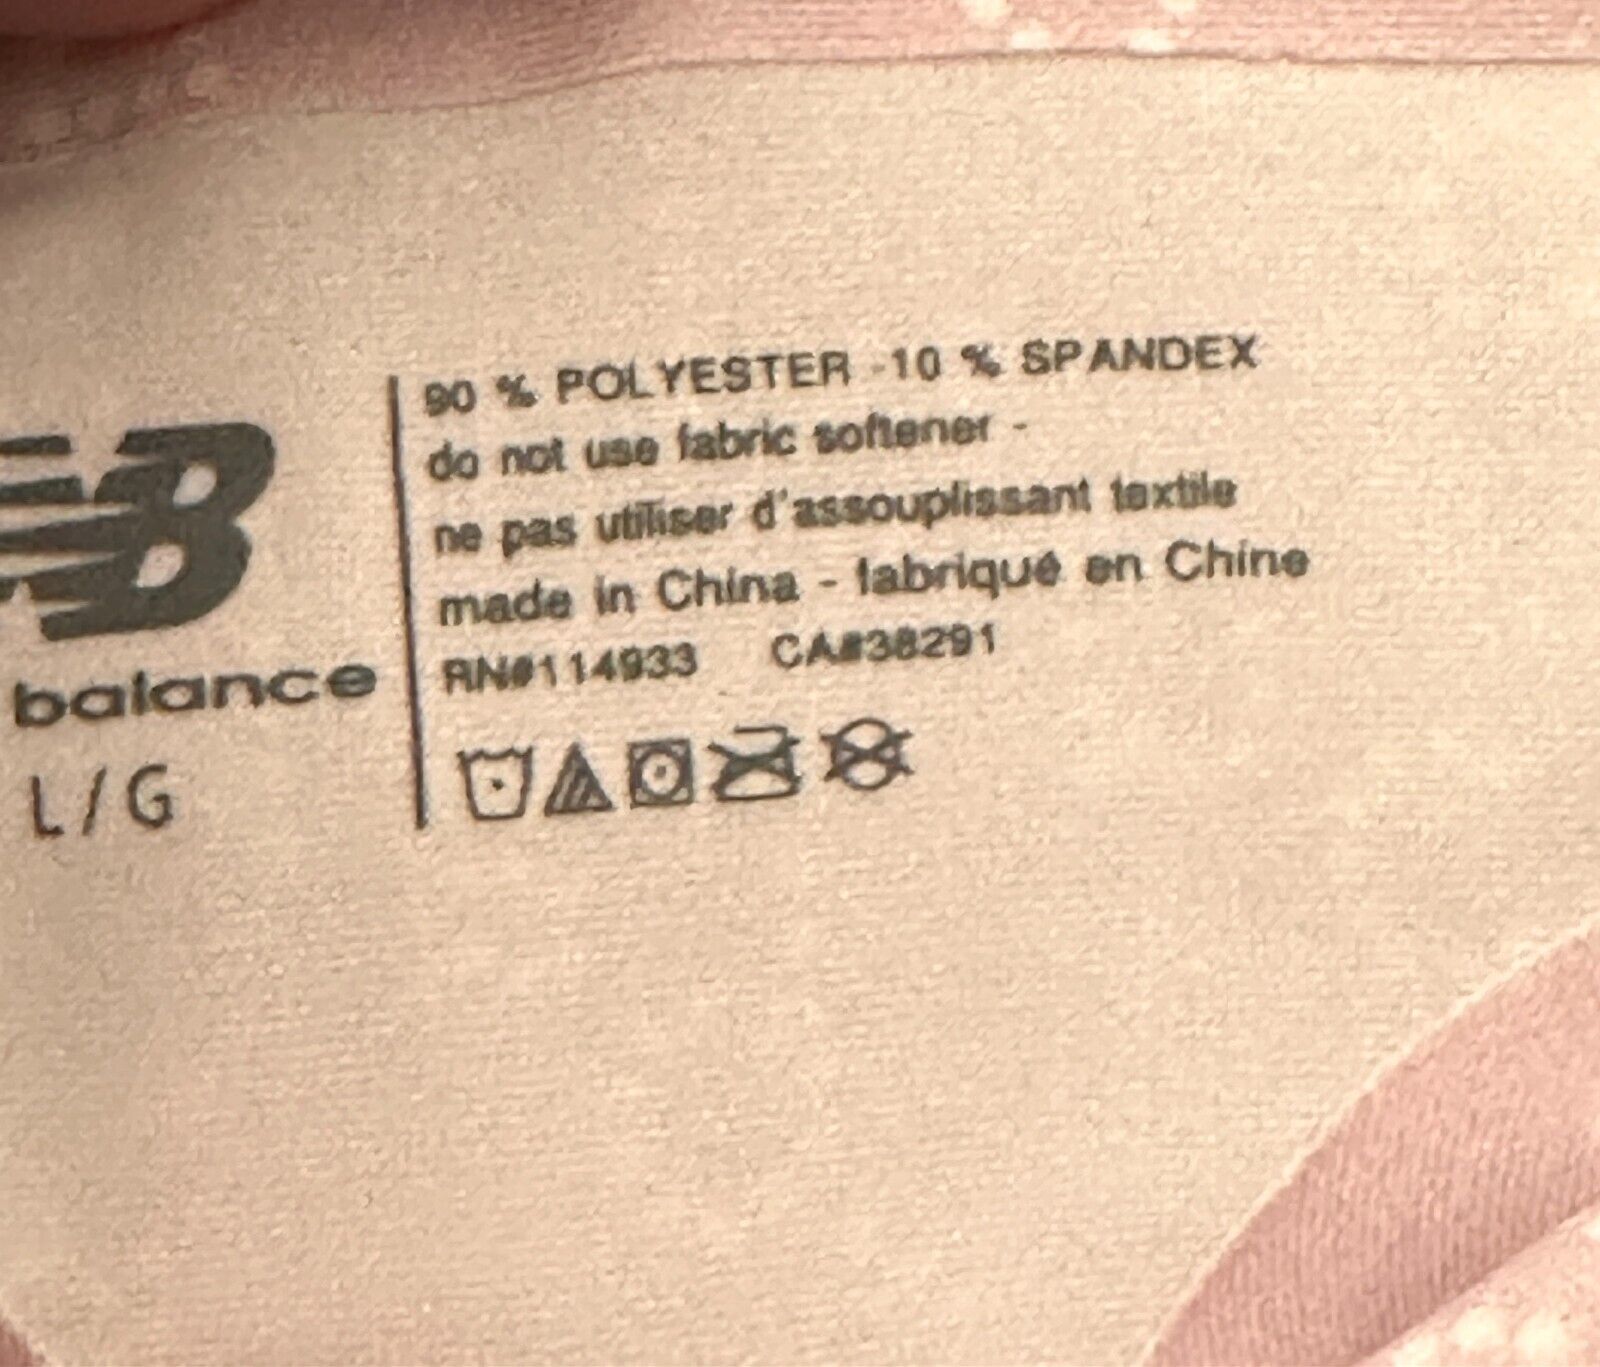 NB
balance
L/G
90 % POLYESTER -10 % SPANDEX
do not use fabric softener -
ne pas utiliser d'assouplissant textile
made in China - fabriqué en Chine
RN#114933 CA#38291